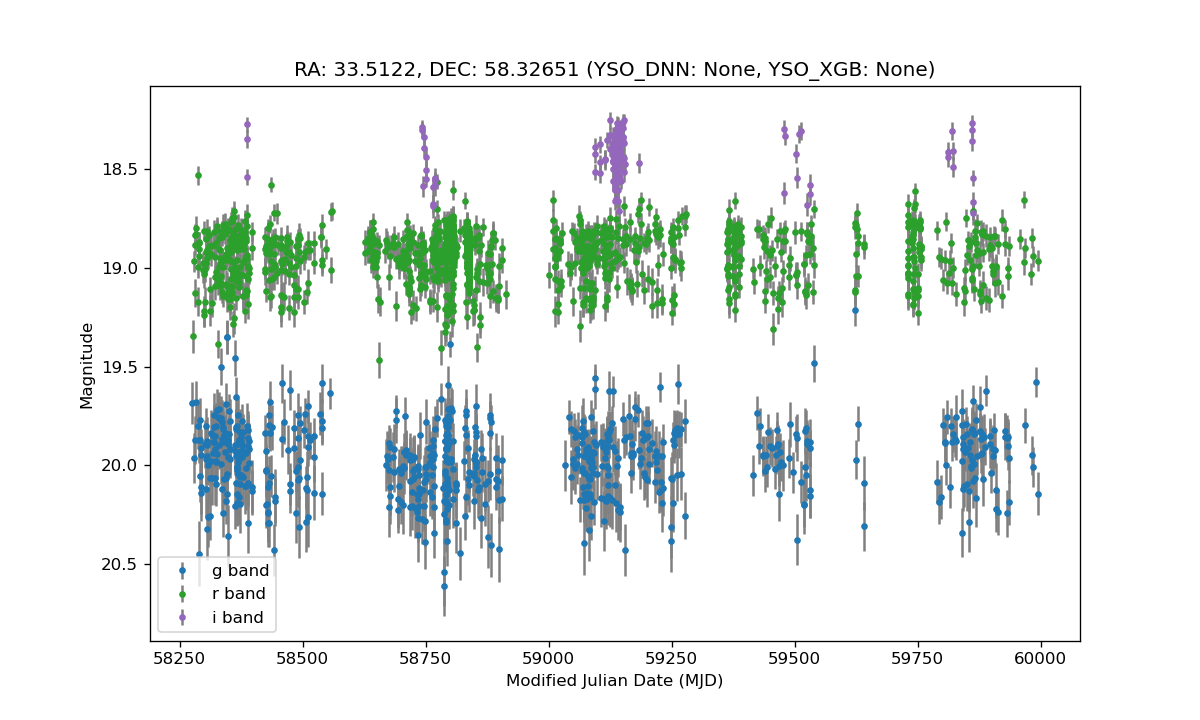 RA: 33.5122, DEC: 58.32651 (YSO_DNN: None, YSO_XGB: None)
Magnitude
18.5
19.0
19.5
20.0
20.5
g band
r band
i band
58250 58500 58750 59000 59250 59500 59750 60000
Modified Julian Date (MJD)